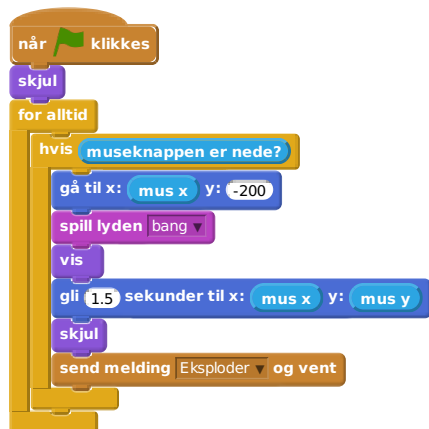 når klikkes
skjul
for alltid
hvis museknappen er nede?
gå til x: mus x y: -200
spill lyden bang
vis
gli 1.5 sekunder til x: mus x y: mus y
skjul
send melding Eksploder og vent